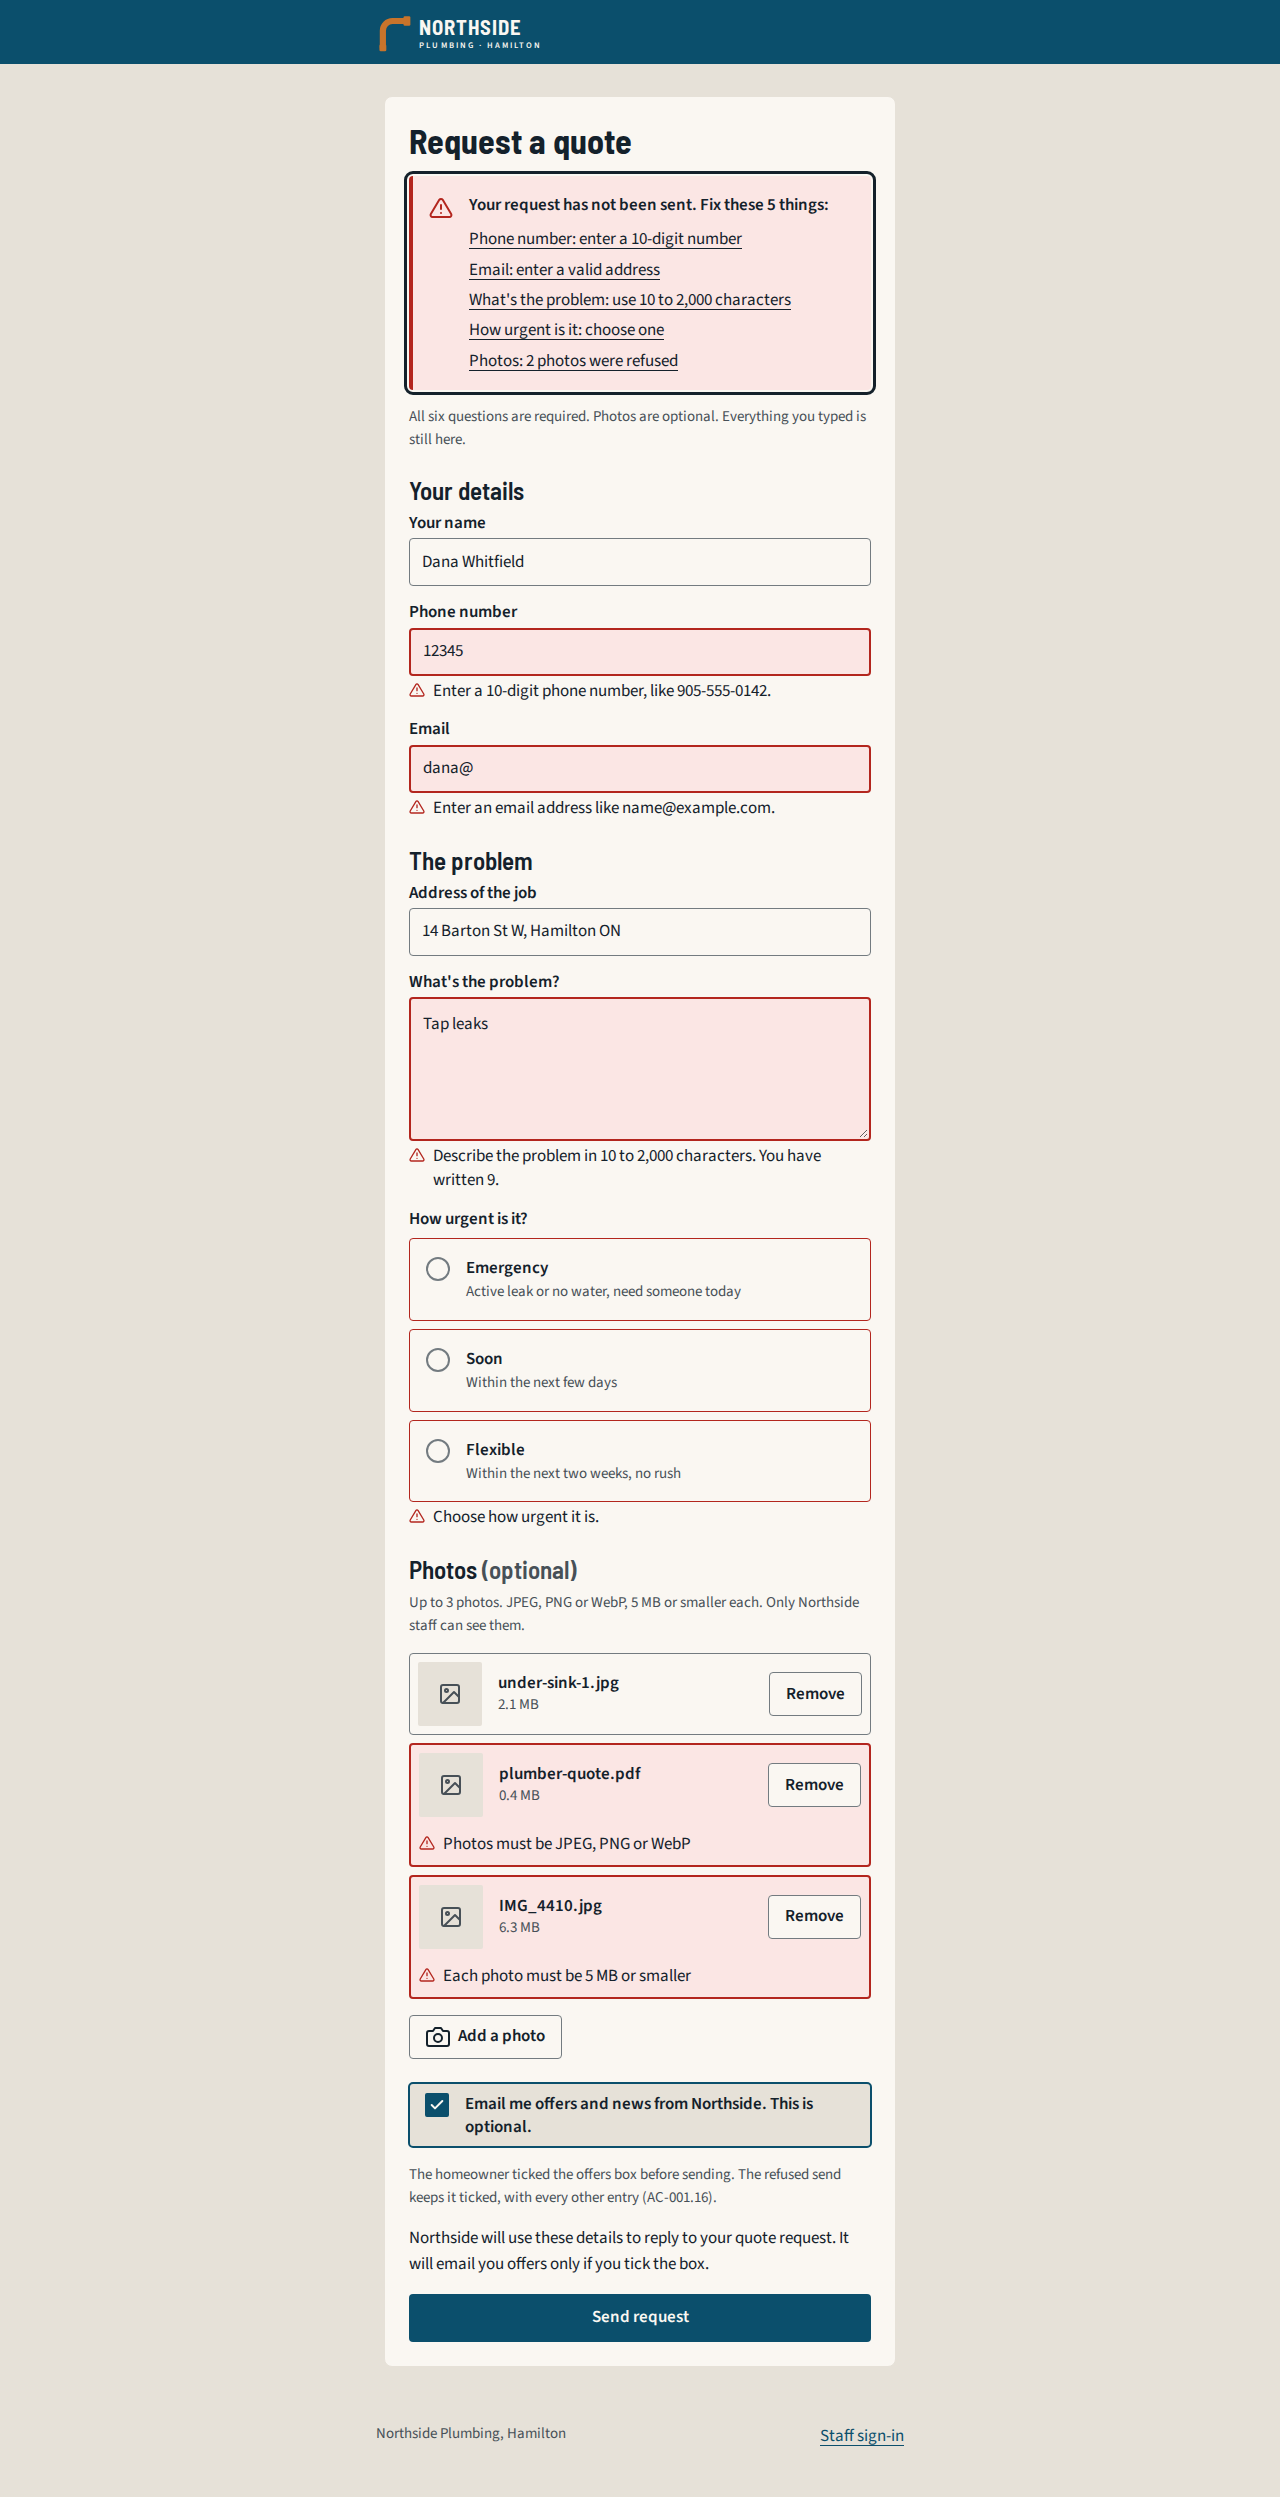 NORTHSIDE
PLUMBING · HAMILTON
Request a quote
Your request has not been sent. Fix these 5 things:
Phone number: enter a 10-digit number
Email: enter a valid address
What's the problem: use 10 to 2,000 characters
How urgent is it: choose one
Photos: 2 photos were refused
All six questions are required. Photos are optional. Everything you typed is
still here.
Your details
Your name
Dana Whitfield
Phone number
12345
Enter a 10-digit phone number, like 905-555-0142.
Email
dana@
Enter an email address like name@example.com.
The problem
Address of the job
14 Barton St W, Hamilton ON
What's the problem?
Tap leaks
Describe the problem in 10 to 2,000 characters. You have
written 9.
How urgent is it?
Emergency
Active leak or no water, need someone today
Soon
Within the next few days
Flexible
Within the next two weeks, no rush
Choose how urgent it is.
Photos (optional)
Up to 3 photos. JPEG, PNG or WebP, 5 MB or smaller each. Only Northside
staff can see them.
under-sink-1.jpg
2.1 MB
Remove
plumber-quote.pdf
0.4 MB
Remove
Photos must be JPEG, PNG or WebP
IMG_4410.jpg
6.3 MB
Remove
Each photo must be 5 MB or smaller
Add a photo
Email me offers and news from Northside. This is
optional.
The homeowner ticked the offers box before sending. The refused send
keeps it ticked, with every other entry (AC-001.16).
Northside will use these details to reply to your quote request. It
will email you offers only if you tick the box.
Send request
Northside Plumbing, Hamilton
Staff sign-in